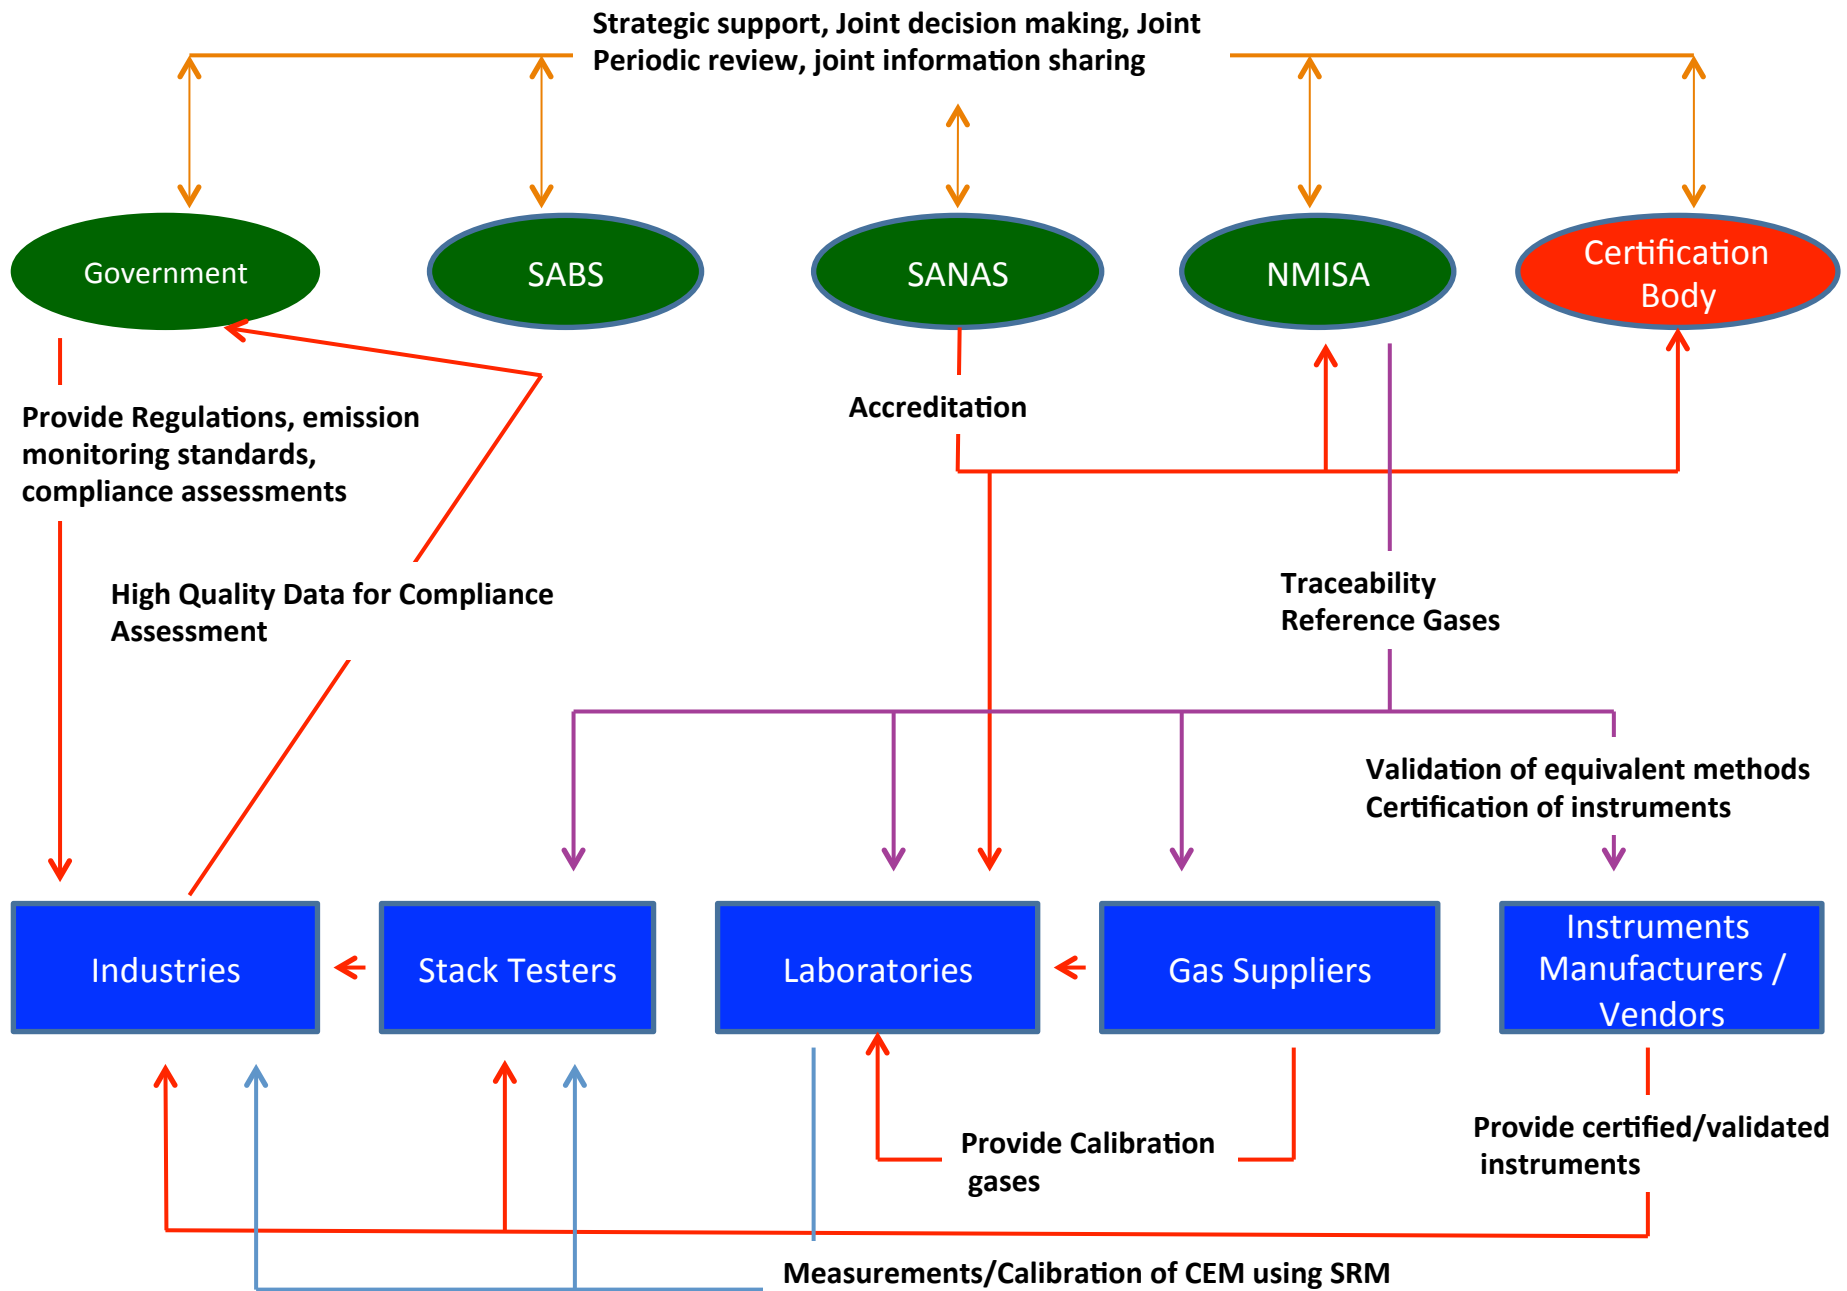 Strategic support, Joint decision making, Joint
Periodic review, joint information sharing
Government
SABS
SANAS
NMISA
Certification
Body
Provide Regulations, emission
monitoring standards,
compliance assessments
Accreditation
High Quality Data for Compliance
Assessment
Traceability
Reference Gases
Validation of equivalent methods
Certification of instruments
Industries
Stack Testers
Laboratories
Gas Suppliers
Instruments
Manufacturers /
Vendors
Provide Calibration
gases
Provide certified/validated
instruments
Measurements/Calibration of CEM using SRM